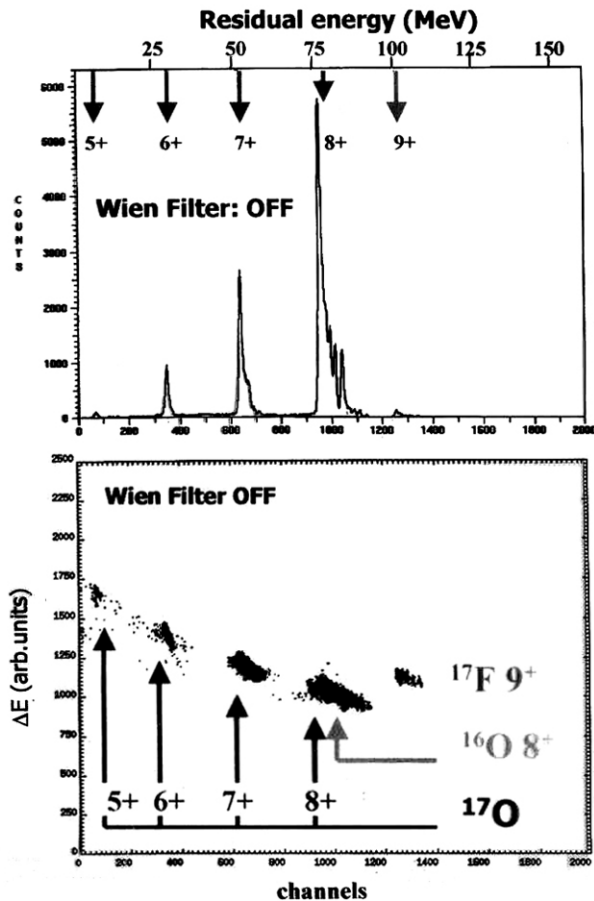 Residual energy (MeV)
25 50 75 100 125 150
6000
5000
4000
3000
2000
1000
0
COUNTS
5+ 6+ 7+ 8+ 9+
Wien Filter: OFF
0 200 400 600 800 1000 1200 1400 1600 1800 2000
2500
2250
2000
1750
1500
1250
1000
750
500
250
0
ΔE (arb.units)
Wien Filter OFF
¹⁷F 9⁺
¹⁶O 8⁺
5+ 6+ 7+ 8+
¹⁷O
0 200 400 600 800 1000 1200 1400 1600 1800 2000
channels